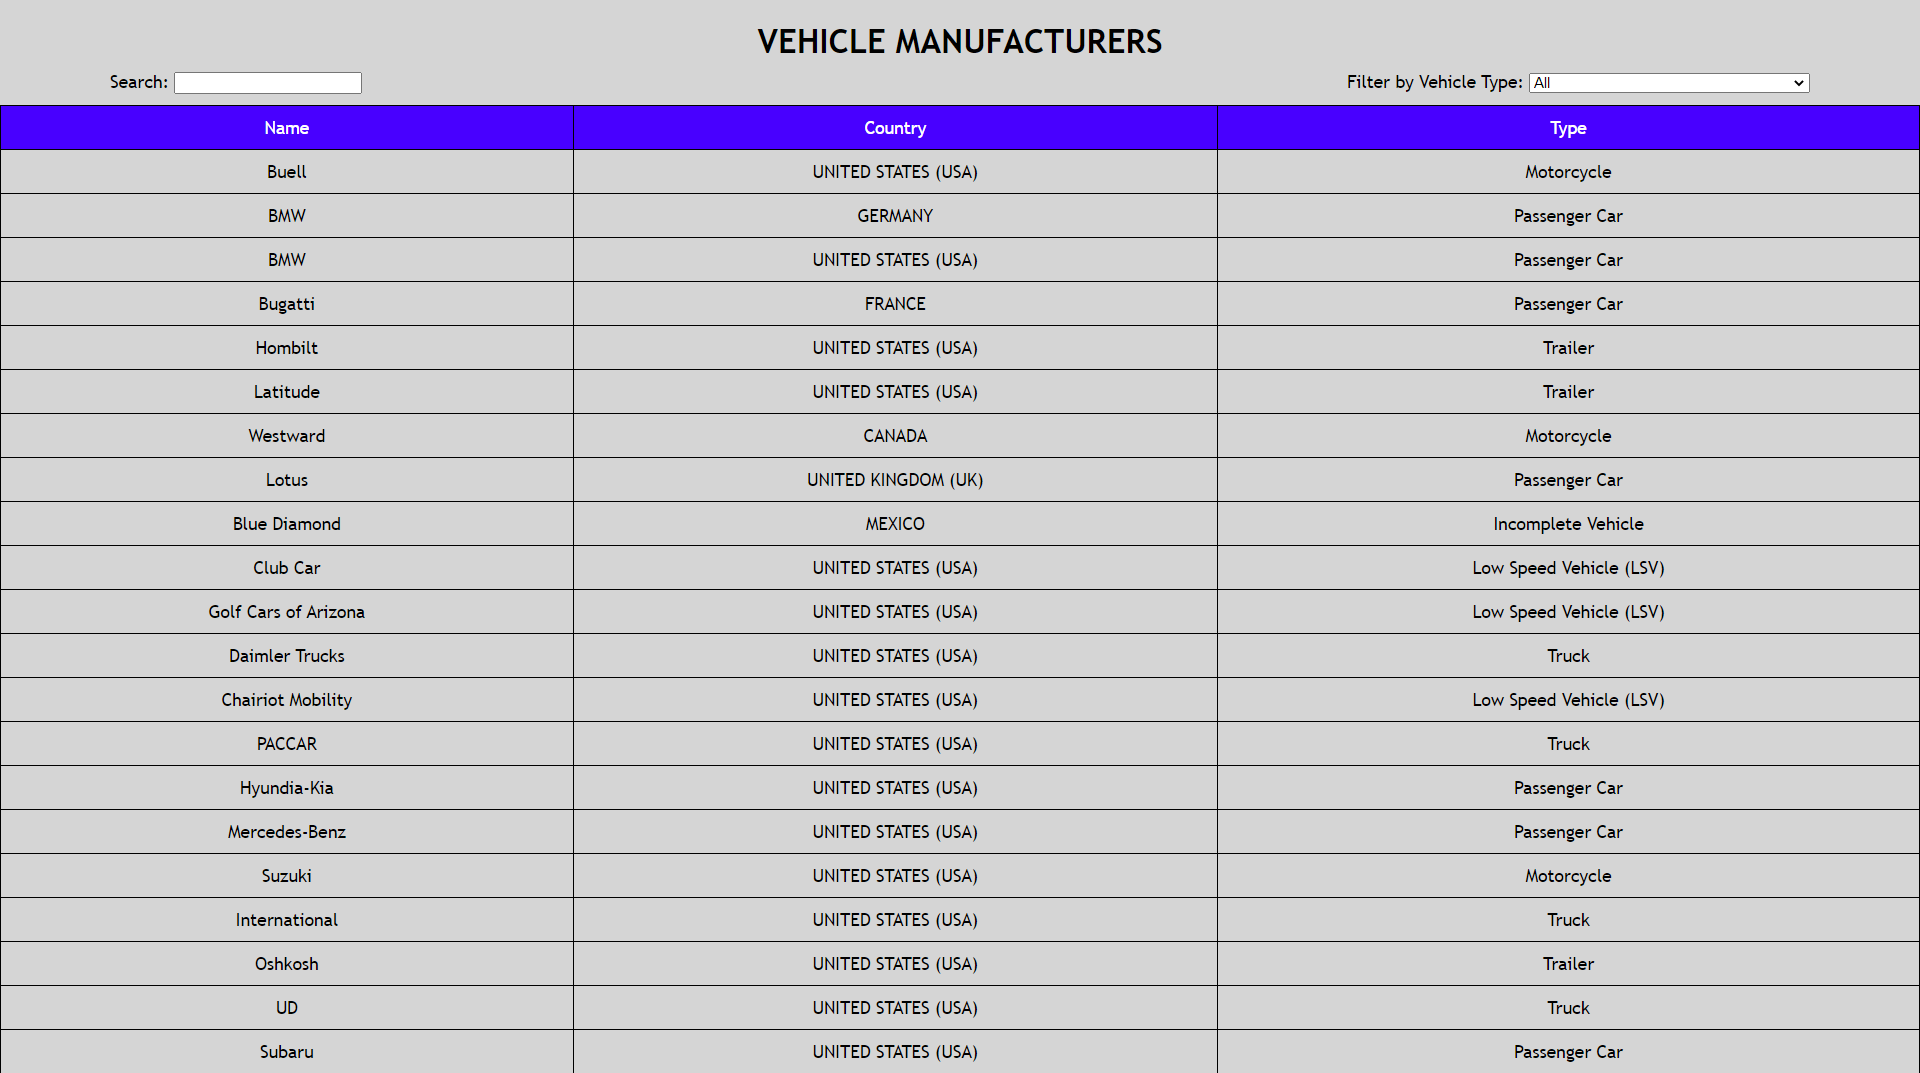 VEHICLE MANUFACTURERS
Search: Filter by Vehicle Type: All
Name Country Type
Buell UNITED STATES (USA) Motorcycle
BMW GERMANY Passenger Car
BMW UNITED STATES (USA) Passenger Car
Bugatti FRANCE Passenger Car
Hombilt UNITED STATES (USA) Trailer
Latitude UNITED STATES (USA) Trailer
Westward CANADA Motorcycle
Lotus UNITED KINGDOM (UK) Passenger Car
Blue Diamond MEXICO Incomplete Vehicle
Club Car UNITED STATES (USA) Low Speed Vehicle (LSV)
Golf Cars of Arizona UNITED STATES (USA) Low Speed Vehicle (LSV)
Daimler Trucks UNITED STATES (USA) Truck
Chairiot Mobility UNITED STATES (USA) Low Speed Vehicle (LSV)
PACCAR UNITED STATES (USA) Truck
Hyundia-Kia UNITED STATES (USA) Passenger Car
Mercedes-Benz UNITED STATES (USA) Passenger Car
Suzuki UNITED STATES (USA) Motorcycle
International UNITED STATES (USA) Truck
Oshkosh UNITED STATES (USA) Trailer
UD UNITED STATES (USA) Truck
Subaru UNITED STATES (USA) Passenger Car